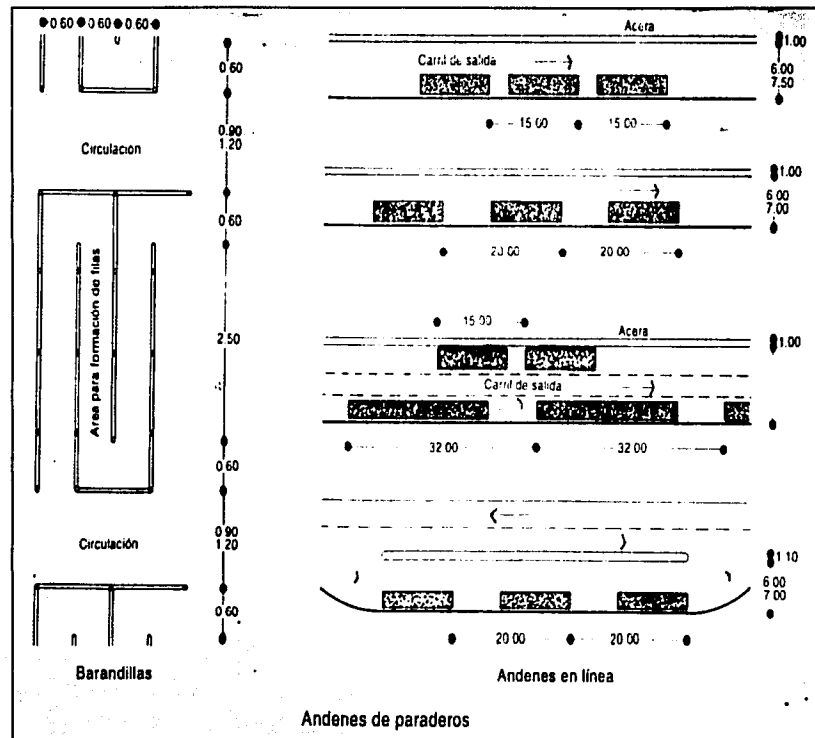 0.60 0.60 0.60
0.60
Circulación
0.90
1.20
0.60
Area para formación de filas
2.50
0.60
Circulación
0.90
1.20
0.60
Barandillas
Acera
1.00
Carril de salida
6.00
7.50
15.00 15.00
1.00
6.00
7.00
20.00 20.00
15.00
Acera
1.00
Carril de salida
32.00 32.00
1.10
6.00
7.00
20.00 20.00
Andenes en línea
Andenes de paraderos